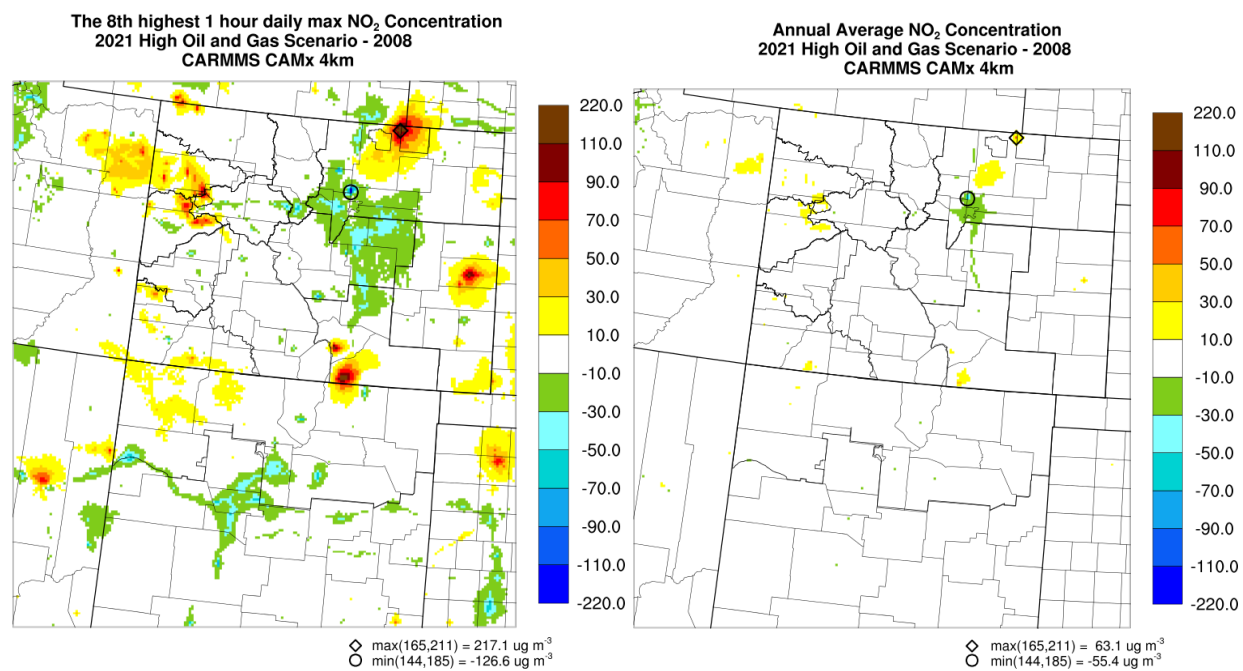 The 8th highest 1 hour daily max NO₂ Concentration
2021 High Oil and Gas Scenario - 2008
CARMMS CAMx 4km
220.0
110.0
90.0
70.0
50.0
30.0
10.0
-10.0
-30.0
-50.0
-70.0
-90.0
-110.0
-220.0
max(165,211) = 217.1 ug m⁻³
min(144,185) = -126.6 ug m⁻³
Annual Average NO₂ Concentration
2021 High Oil and Gas Scenario - 2008
CARMMS CAMx 4km
220.0
110.0
90.0
70.0
50.0
30.0
10.0
-10.0
-30.0
-50.0
-70.0
-90.0
-110.0
-220.0
max(165,211) = 63.1 ug m⁻³
min(144,185) = -55.4 ug m⁻³